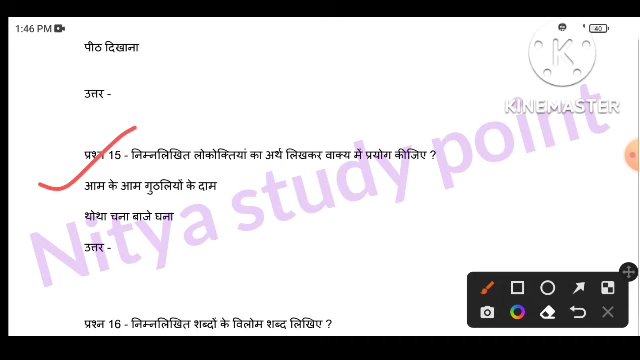 1:46 PM
40
K
KINEMASTER
पीठ दिखाना
उत्तर -
प्रश्न 15 - निम्नलिखित लोकोक्तियां का अर्थ लिखकर वाक्य में प्रयोग कीजिए ?
आम के आम गुठलियों के दाम
थोथा चना बाजे घना
उत्तर -
Nitya study point
प्रश्न 16 - निम्नलिखित शब्दों के विलोम शब्द लिखिए ?